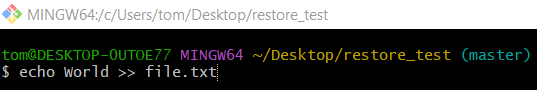 MINGW64:/c/Users/tom/Desktop/restore_test
tom@DESKTOP-OUTOE77 MINGW64 ~/Desktop/restore_test (master)
$ echo World >> file.txt